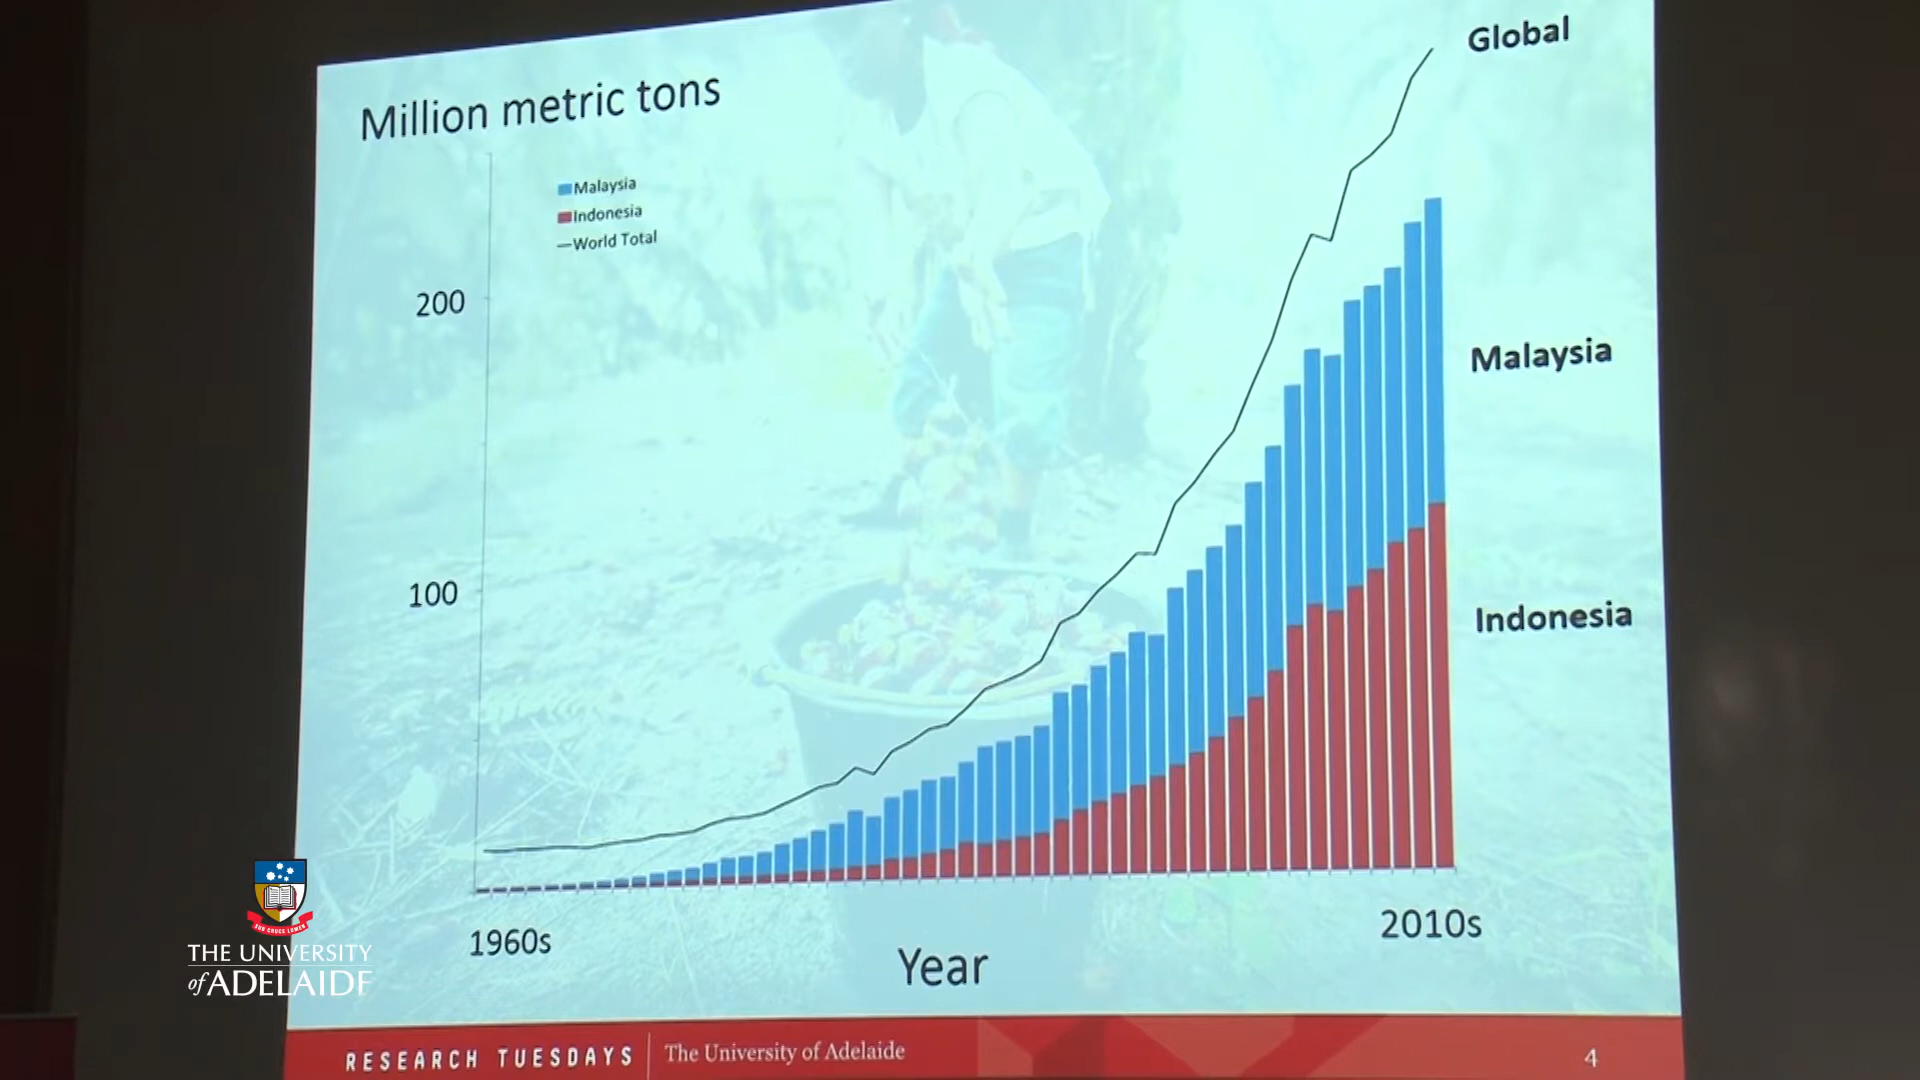 Million metric tons
Global
Malaysia
Indonesia
World Total
200
Malaysia
100
Indonesia
1960s
2010s
Year
THE UNIVERSITY
of ADELAIDE
RESEARCH TUESDAYS
The University of Adelaide
4